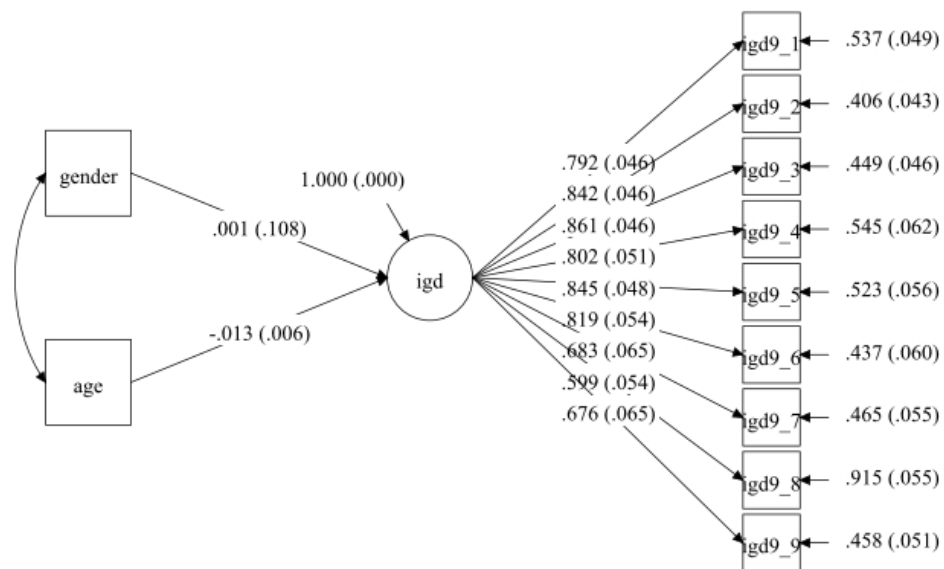 gender
age
1.000 (.000)
.001 (.108)
-.013 (.006)
igd
.792 (.046)
.842 (.046)
.861 (.046)
.802 (.051)
.845 (.048)
.819 (.054)
.683 (.065)
.599 (.054)
.676 (.065)
igd9_1 .537 (.049)
igd9_2 .406 (.043)
igd9_3 .449 (.046)
igd9_4 .545 (.062)
igd9_5 .523 (.056)
igd9_6 .437 (.060)
igd9_7 .465 (.055)
igd9_8 .915 (.055)
igd9_9 .458 (.051)